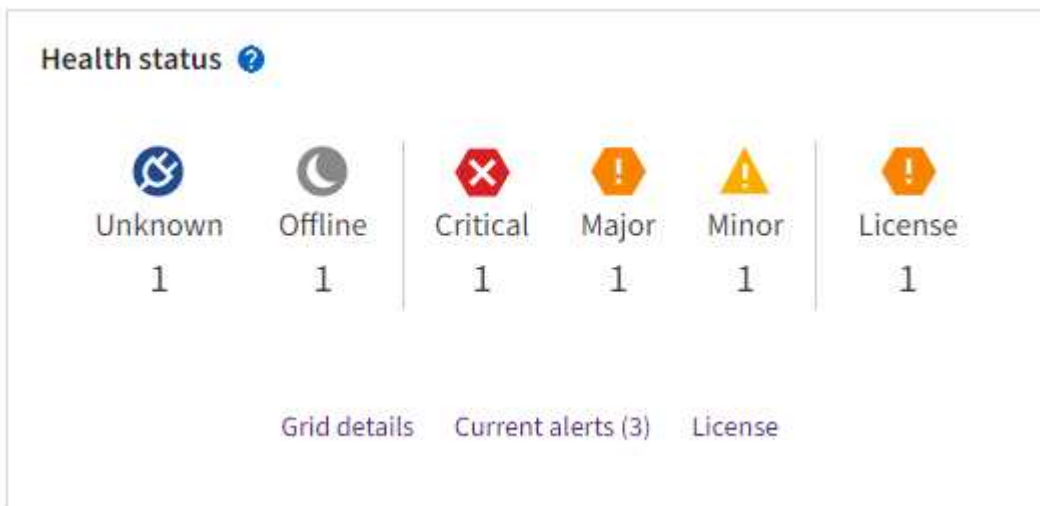 Health status ?
Unknown Offline Critical Major Minor License
1 1 1 1 1 1
Grid details Current alerts (3) License